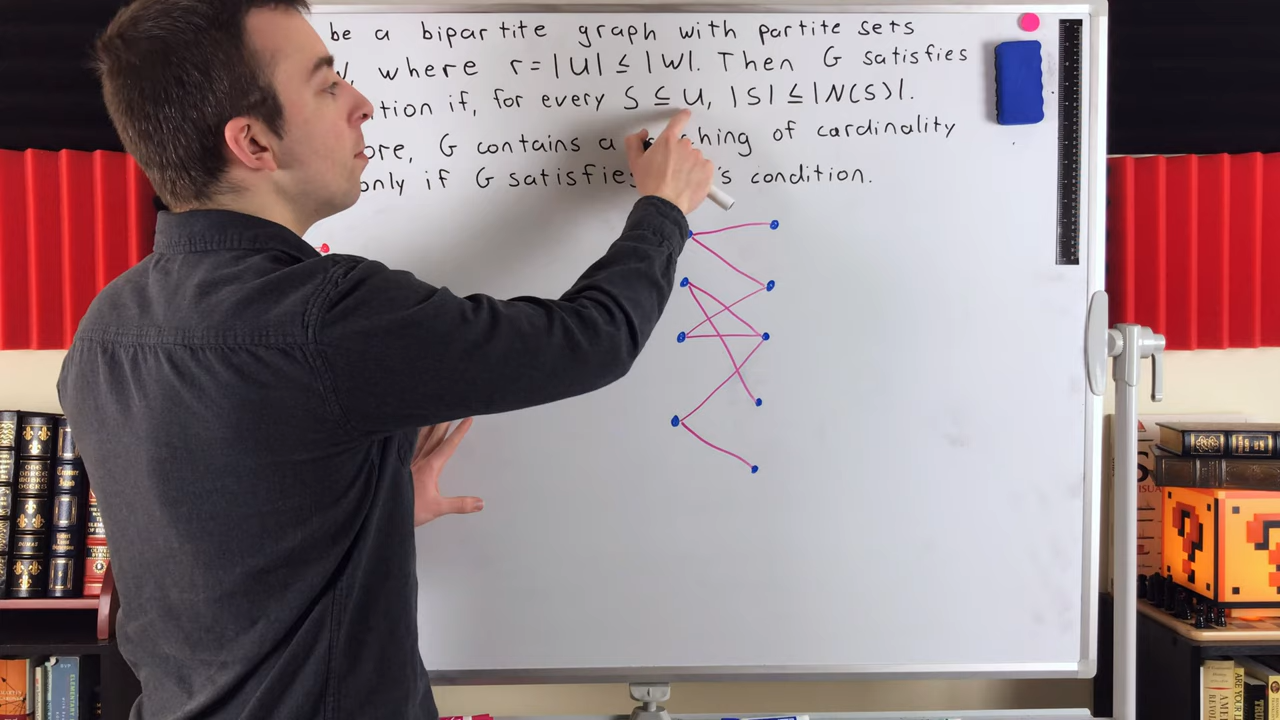 be a bipartite graph with partite sets
W, where r = |U| ≤ |W|. Then G satisfies
tion if, for every S ⊆ U, |S| ≤ |N(S)|.
ore, G contains a ching of cardinality
only if G satisfies 's condition.